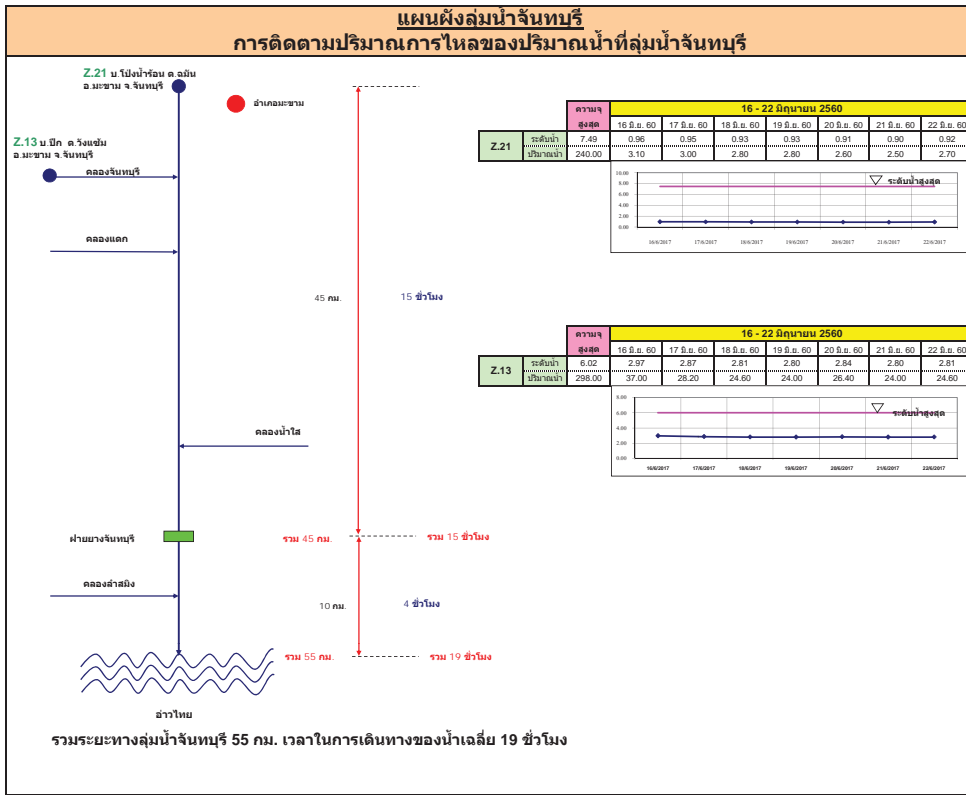 แผนผังลุ่มน้ำจันทบุรี
การติดตามปริมาณการไหลของปริมาณน้ำที่ลุ่มน้ำจันทบุรี
Z.21 บ.โป่งน้ำร้อน ต.ฉมัน
อ.มะขาม จ.จันทบุรี
อำเภอมะขาม
Z.13 บ.ปึก ต.วังแซ้ม
อ.มะขาม จ.จันทบุรี
คลองจันทบุรี
คลองแตก
45 กม.
15 ชั่วโมง
คลองน้ำใส
ฝายยางจันทบุรี
รวม 45 กม.
รวม 15 ชั่วโมง
คลองล่าสมิง
10 กม.
4 ชั่วโมง
รวม 55 กม.
รวม 19 ชั่วโมง
อ่าวไทย
รวมระยะทางลุ่มน้ำจันทบุรี 55 กม. เวลาในการเดินทางของน้ำเฉลี่ย 19 ชั่วโมง
ความจุ สูงสุด 16 - 22 มิถุนายน 2560
16 มิ.ย. 60 17 มิ.ย. 60 18 มิ.ย. 60 19 มิ.ย. 60 20 มิ.ย. 60 21 มิ.ย. 60 22 มิ.ย. 60
Z.21 ระดับน้ำ 7.49 0.96 0.95 0.93 0.93 0.91 0.90 0.92
ปริมาณน้ำ 240.00 3.10 3.00 2.80 2.80 2.60 2.50 2.70
10.00
8.00
6.00
4.00
2.00
0.00
ระดับน้ำสูงสุด
16/6/2017 17/6/2017 18/6/2017 19/6/2017 20/6/2017 21/6/2017 22/6/2017
ความจุ สูงสุด 16 - 22 มิถุนายน 2560
16 มิ.ย. 60 17 มิ.ย. 60 18 มิ.ย. 60 19 มิ.ย. 60 20 มิ.ย. 60 21 มิ.ย. 60 22 มิ.ย. 60
Z.13 ระดับน้ำ 6.02 2.97 2.87 2.81 2.80 2.84 2.80 2.81
ปริมาณน้ำ 298.00 37.00 28.20 24.60 24.00 26.40 24.00 24.60
8.00
6.00
4.00
2.00
0.00
ระดับน้ำสูงสุด
16/6/2017 17/6/2017 18/6/2017 19/6/2017 20/6/2017 21/6/2017 22/6/2017